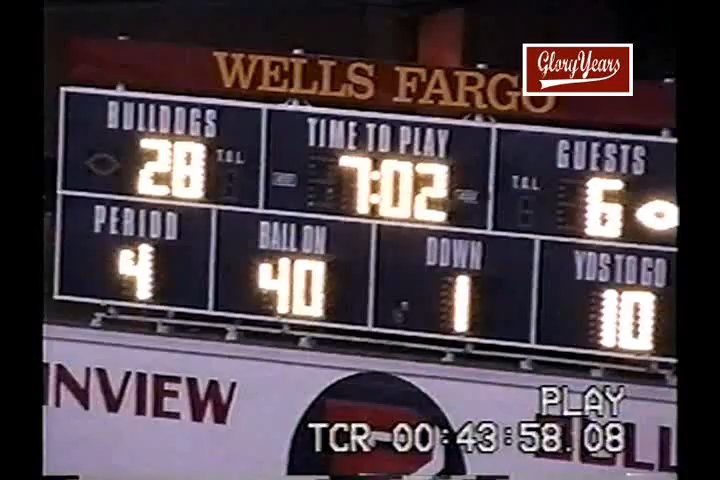 WELLS FARGO
GloryYears
BULLDOGS TIME TO PLAY GUESTS
28 T.O.L. 7:02 T.O.L. 6
PERIOD BALL ON DOWN YDS TO GO
4 40 1 10
INVIEW
PLAY
TCR 00:43:58.08